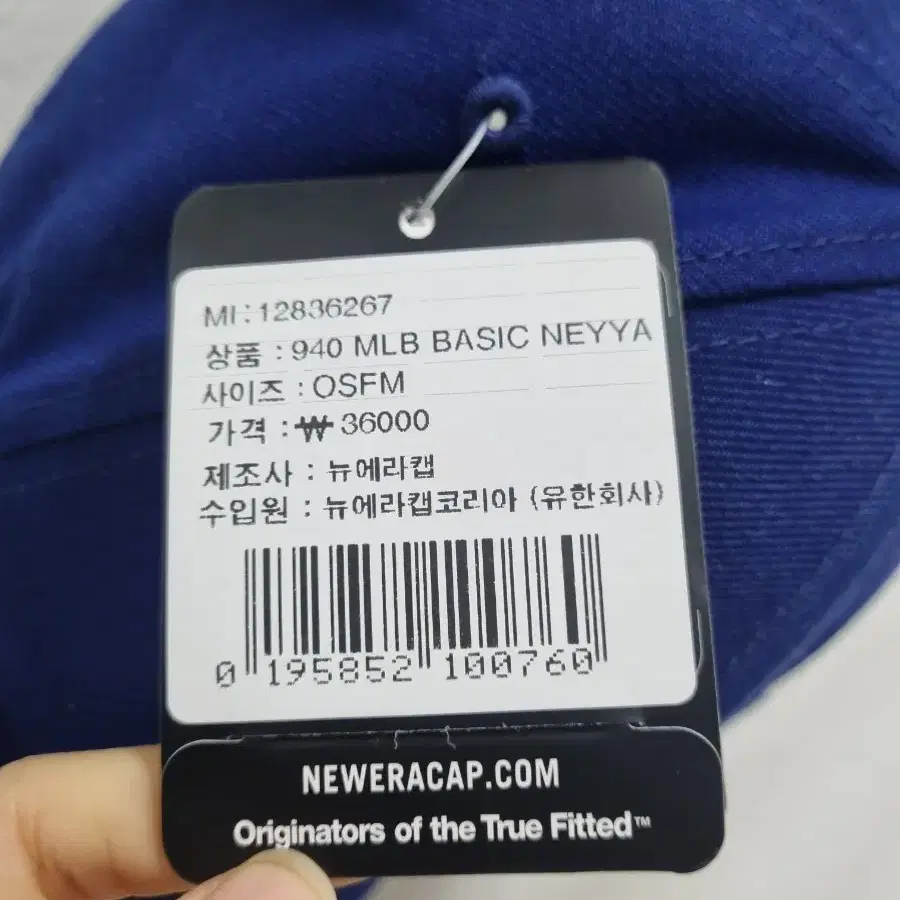 MI:12836267
상품 : 940 MLB BASIC NEYYA
사이즈 : OSFM
가격 : ₩ 36000
제조사 : 뉴에라캡
수입원 : 뉴에라캡코리아 (유한회사)
0 195852 100760
NEWERACAP.COM
Originators of the True Fitted™